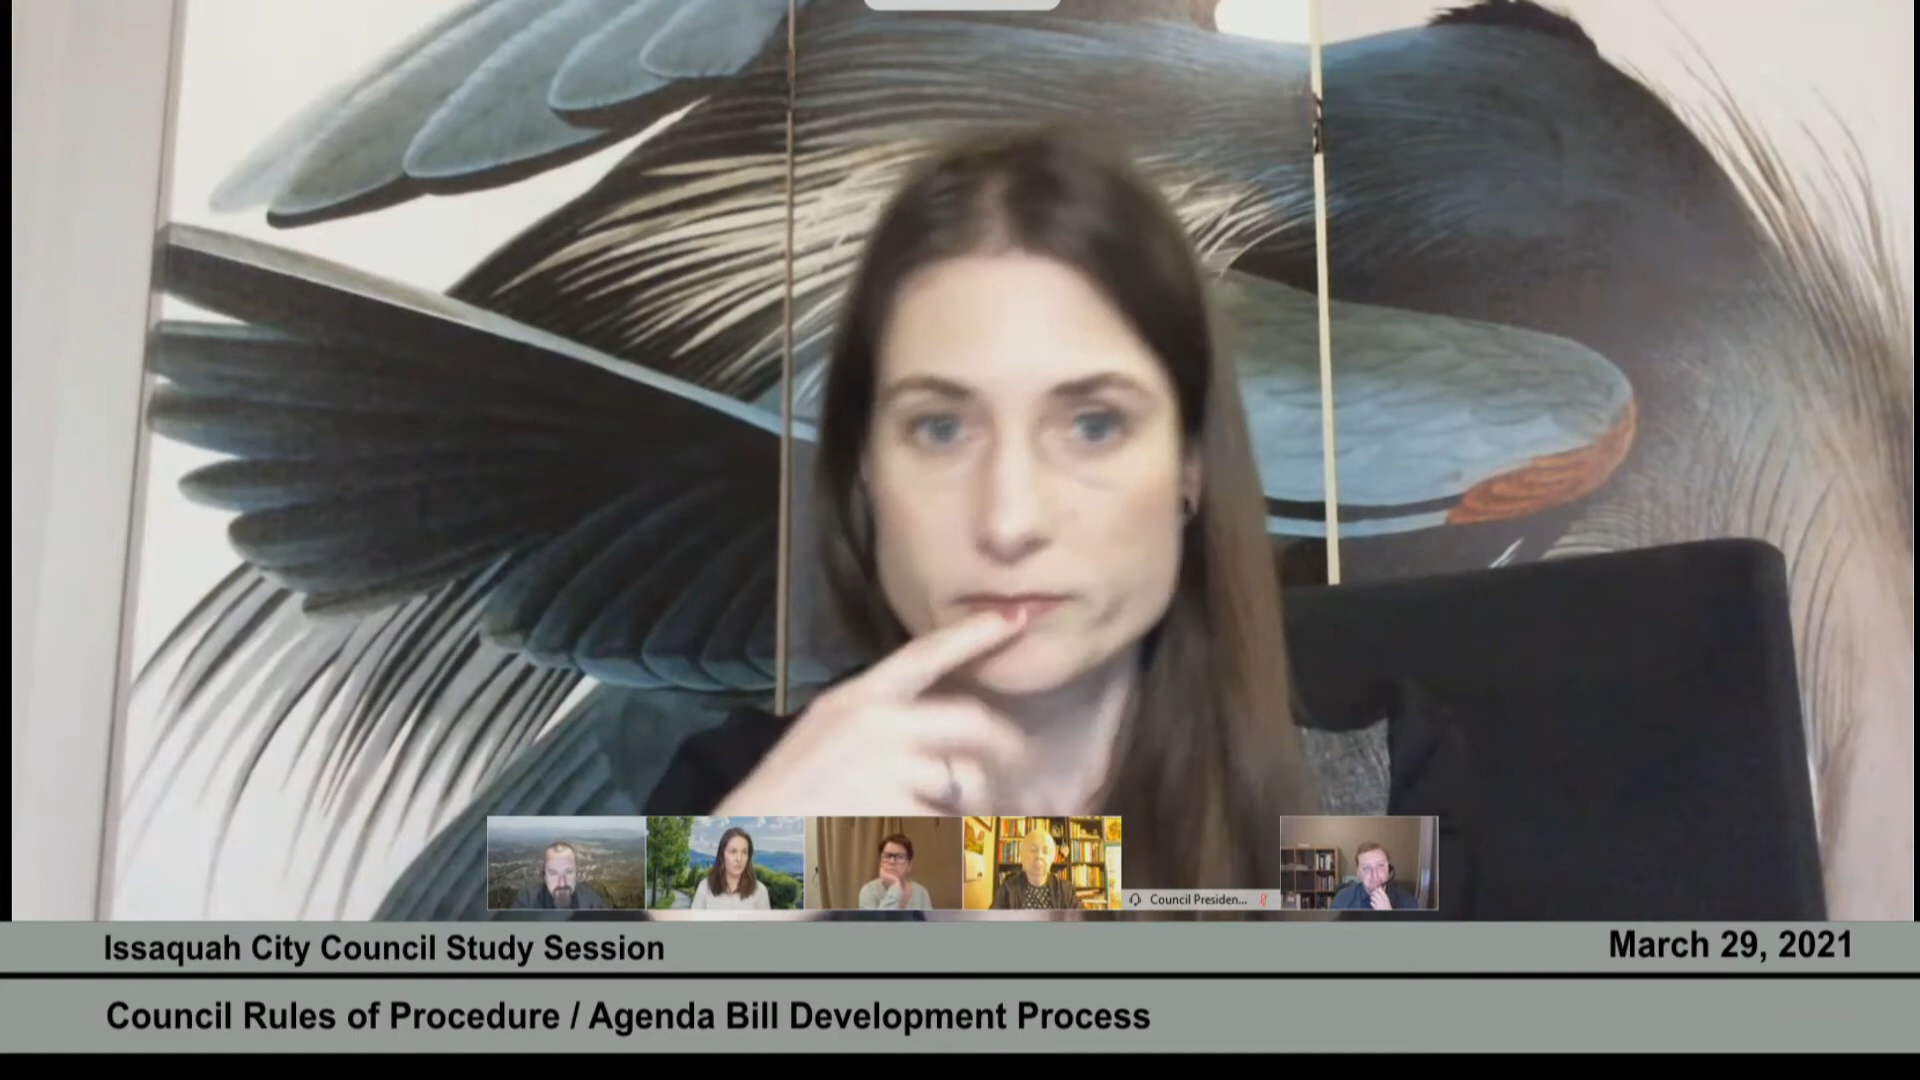 Council Presiden...
Issaquah City Council Study Session
March 29, 2021
Council Rules of Procedure / Agenda Bill Development Process